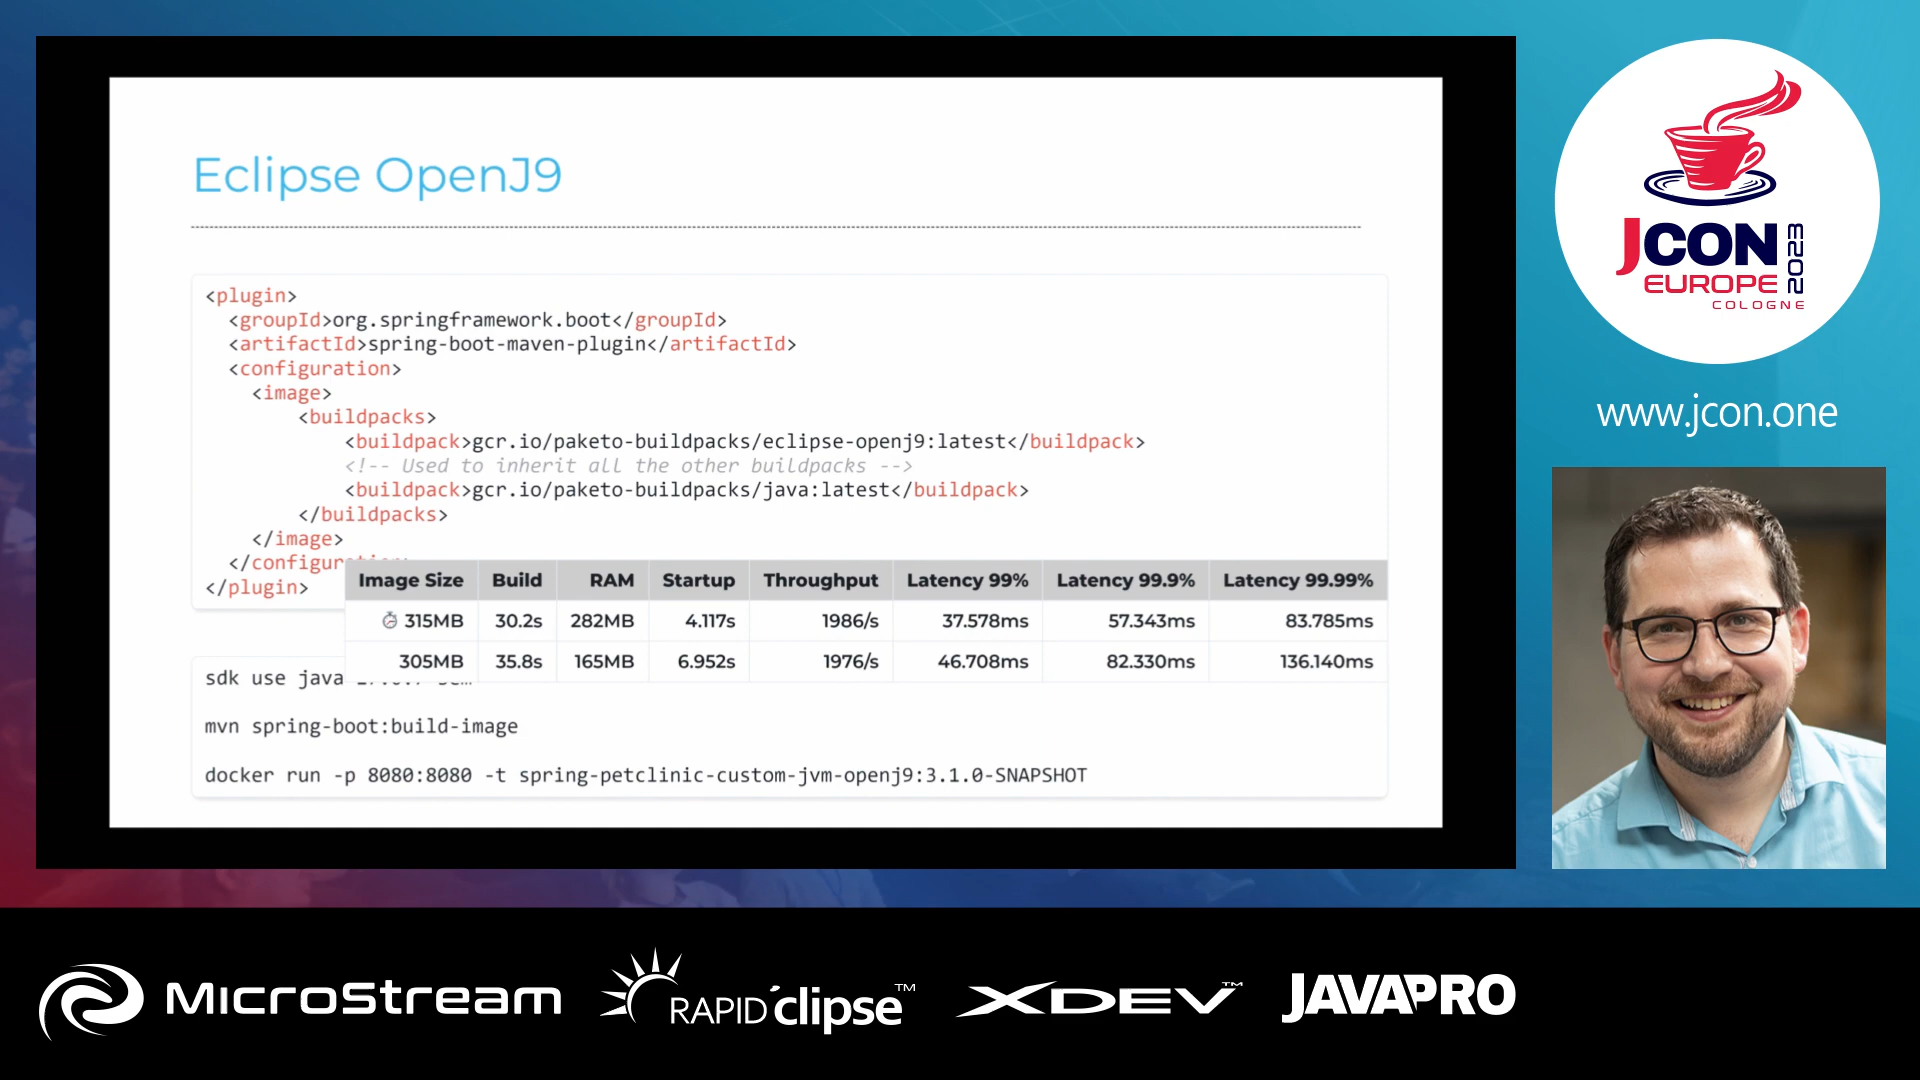 Eclipse OpenJ9
<plugin>
<groupId>org.springframework.boot</groupId>
<artifactId>spring-boot-maven-plugin</artifactId>
<configuration>
<image>
<buildpacks>
<buildpack>gcr.io/paketo-buildpacks/eclipse-openj9:latest</buildpack>
<!-- Used to inherit all the other buildpacks -->
<buildpack>gcr.io/paketo-buildpacks/java:latest</buildpack>
</buildpacks>
</image>
</configuration>
</plugin>
Image Size Build RAM Startup Throughput Latency 99% Latency 99.9% Latency 99.99%
⏱ 315MB 30.2s 282MB 4.117s 1986/s 37.578ms 57.343ms 83.785ms
305MB 35.8s 165MB 6.952s 1976/s 46.708ms 82.330ms 136.140ms
sdk use java
mvn spring-boot:build-image
docker run -p 8080:8080 -t spring-petclinic-custom-jvm-openj9:3.1.0-SNAPSHOT
JCON 2023
EUROPE
COLOGNE
www.jcon.one
MicroStream
RAPID clipse™
XDEV™
JAVAPRO